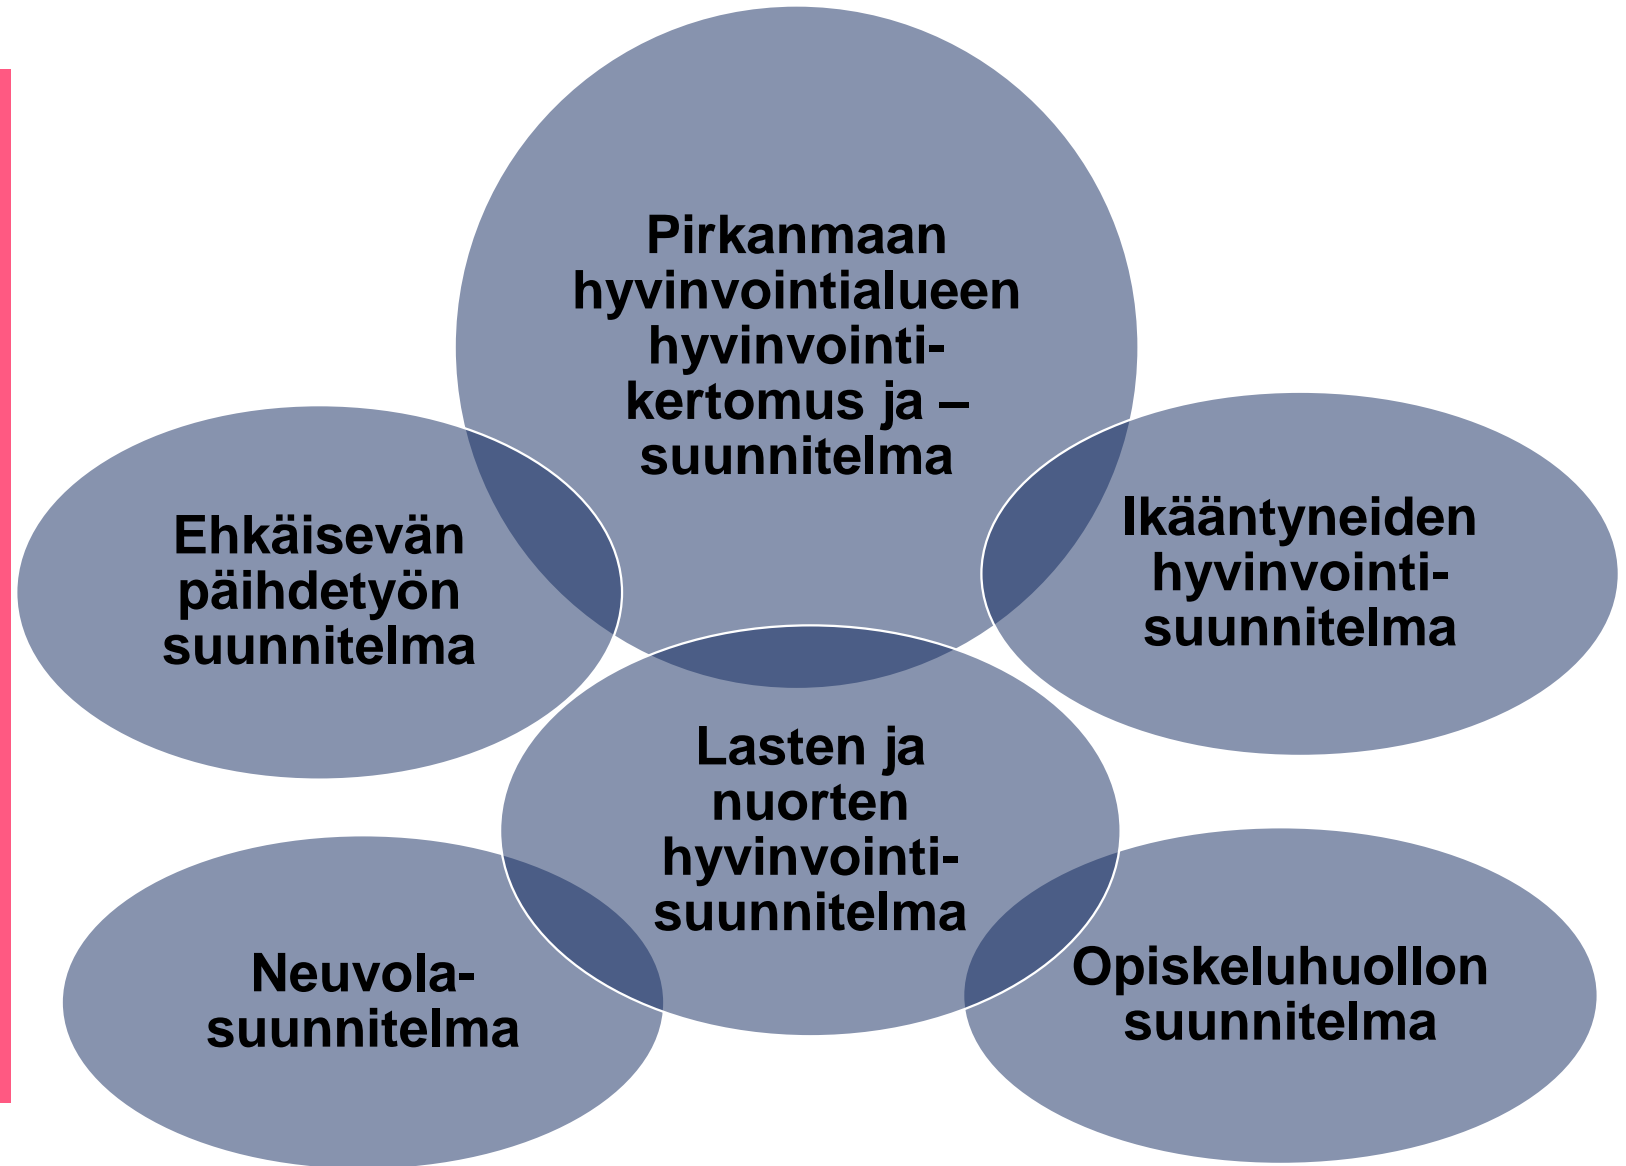 Pirkanmaan
hyvinvointialueen
hyvinvointi-
kertomus ja –
suunnitelma
Ehkäisevän
päihdetyön
suunnitelma
Ikääntyneiden
hyvinvointi-
suunnitelma
Lasten ja
nuorten
hyvinvointi-
suunnitelma
Neuvola-
suunnitelma
Opiskeluhuollon
suunnitelma